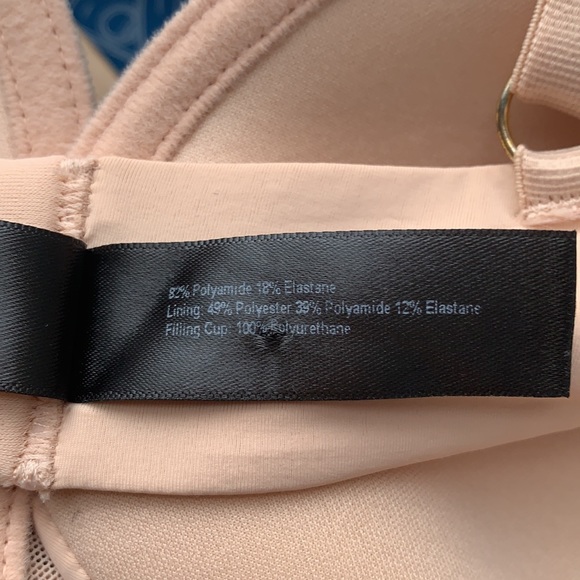 82% Polyamide 18% Elastane
Lining: 49% Polyester 39% Polyamide 12% Elastane
Filling Cup: 100% Polyurethane